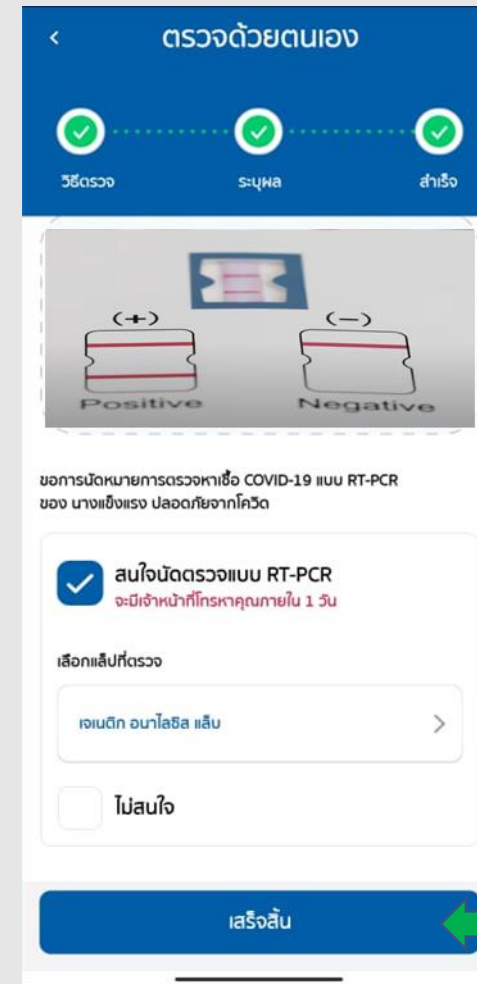 ตรวจด้วยตนเอง
วิธีตรวจ
ระบุผล
สำเร็จ
(+)
(−)
Positive
Negative
ขอการนัดหมายการตรวจหาเชื้อ COVID-19 แบบ RT-PCR
ของ นางแข็งแรง ปลอดภัยจากโควิด
สนใจนัดตรวจแบบ RT-PCR
จะมีเจ้าหน้าที่โทรหาคุณภายใน 1 วัน
เลือกแล็ปที่ตรวจ
เจเนติก อนาไลซิส แล็บ
ไม่สนใจ
เสร็จสิ้น